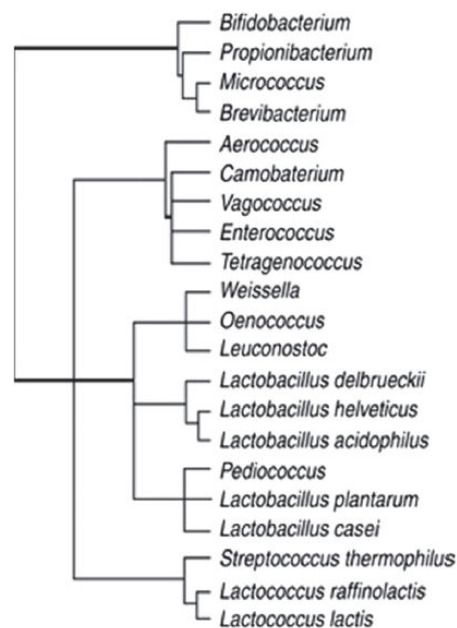 Bifidobacterium
Propionibacterium
Micrococcus
Brevibacterium
Aerococcus
Camobaterium
Vagococcus
Enterococcus
Tetragenococcus
Weissella
Oenococcus
Leuconostoc
Lactobacillus delbrueckii
Lactobacillus helveticus
Lactobacillus acidophilus
Pediococcus
Lactobacillus plantarum
Lactobacillus casei
Streptococcus thermophilus
Lactococcus raffinolactis
Lactococcus lactis